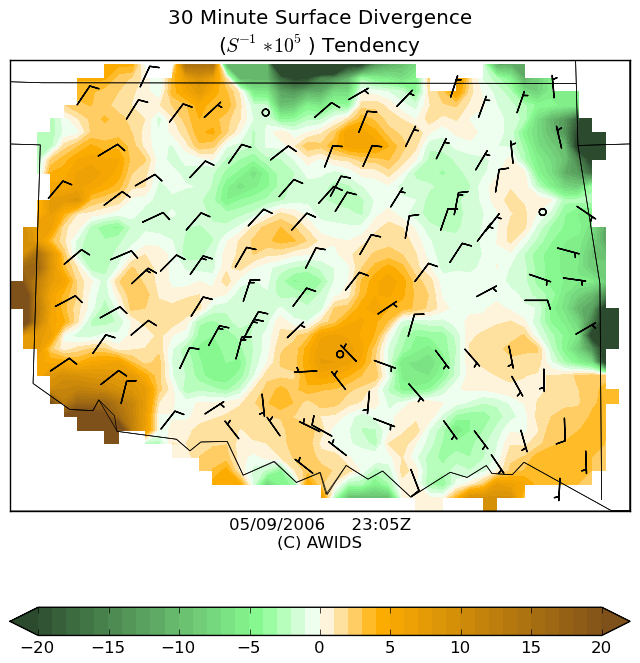 30 Minute Surface Divergence
(S⁻¹ *10⁵ ) Tendency
05/09/2006 23:05Z
(C) AWIDS
−20 −15 −10 −5 0 5 10 15 20